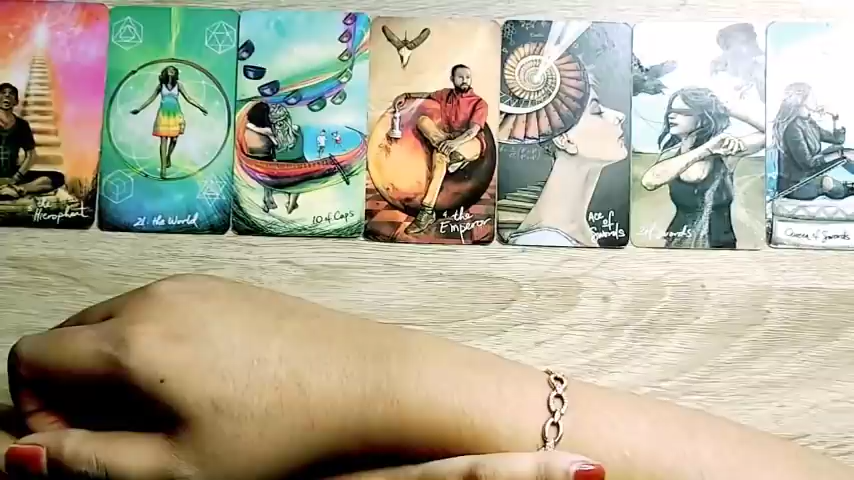 the
Hierophant
21: the World
10 of Cups
4. the
Emperor
Ace
of
Swords
2 of swords
Queen of Swords